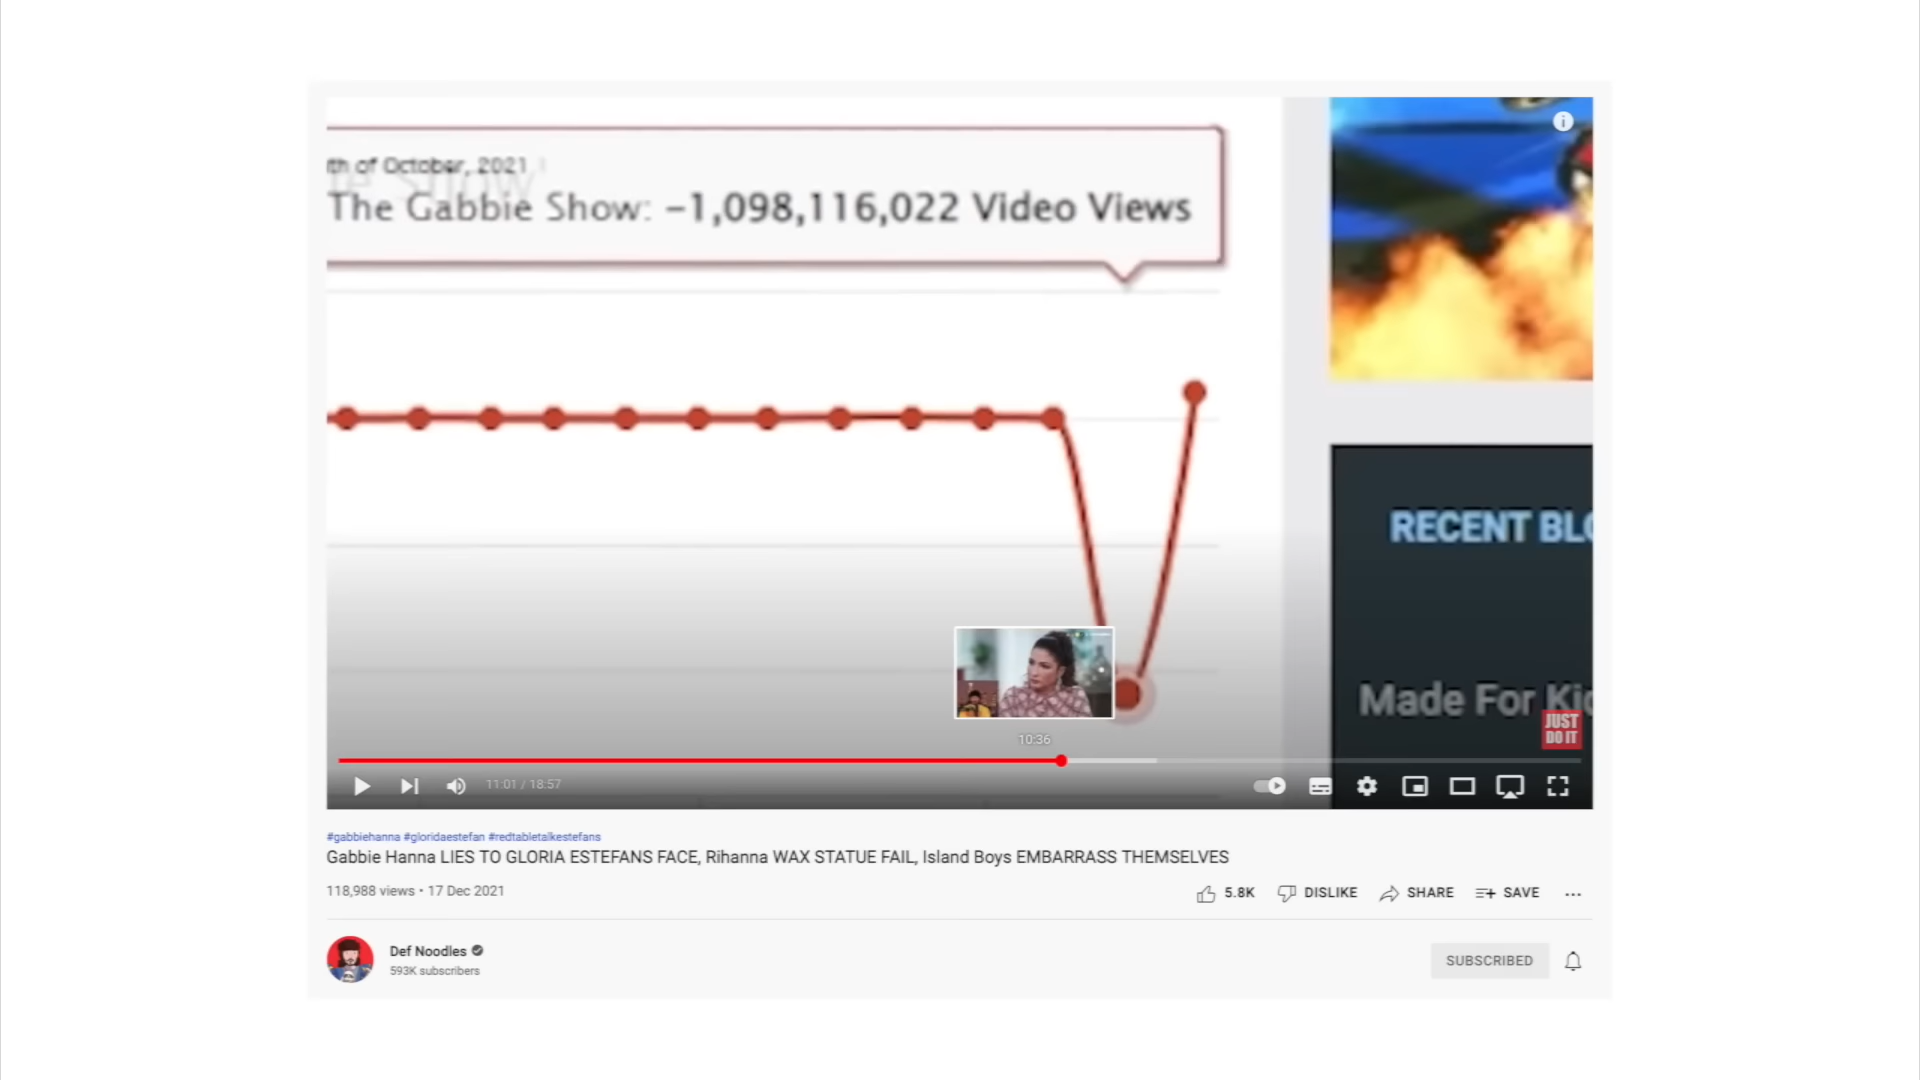 th of October, 2021
The Gabbie Show: -1,098,116,022 Video Views
RECENT
Made For
JUST
DO IT
10:36
11:01 / 18:57
#gabbiehanna #gloridaestefan #redtabletalkestefans
Gabbie Hanna LIES TO GLORIA ESTEFANS FACE, Rihanna WAX STATUE FAIL, Island Boys EMBARRASS THEMSELVES
118,988 views • 17 Dec 2021
5.8K DISLIKE SHARE SAVE
Def Noodles
593K subscribers
SUBSCRIBED